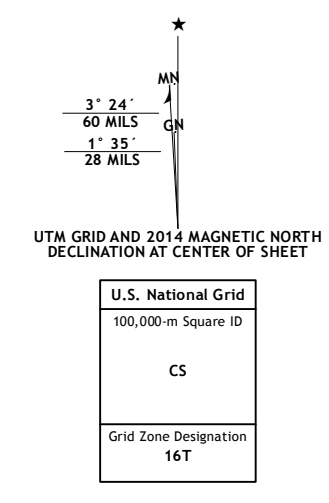 ★
MN
3° 24´
60 MILS
GN
1° 35´
28 MILS
UTM GRID AND 2014 MAGNETIC NORTH
DECLINATION AT CENTER OF SHEET
U.S. National Grid
100,000-m Square ID
CS
Grid Zone Designation
16T